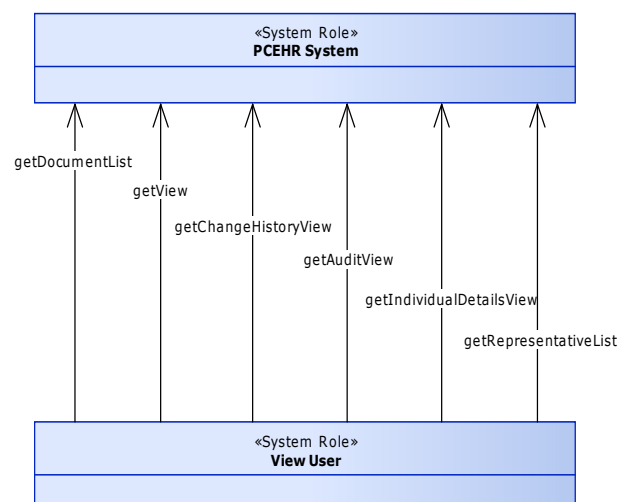 «System Role»
PCEHR System
getDocumentList
getView
getChangeHistoryView
getAuditView
getIndividualDetailsView
getRepresentativeList
«System Role»
View User